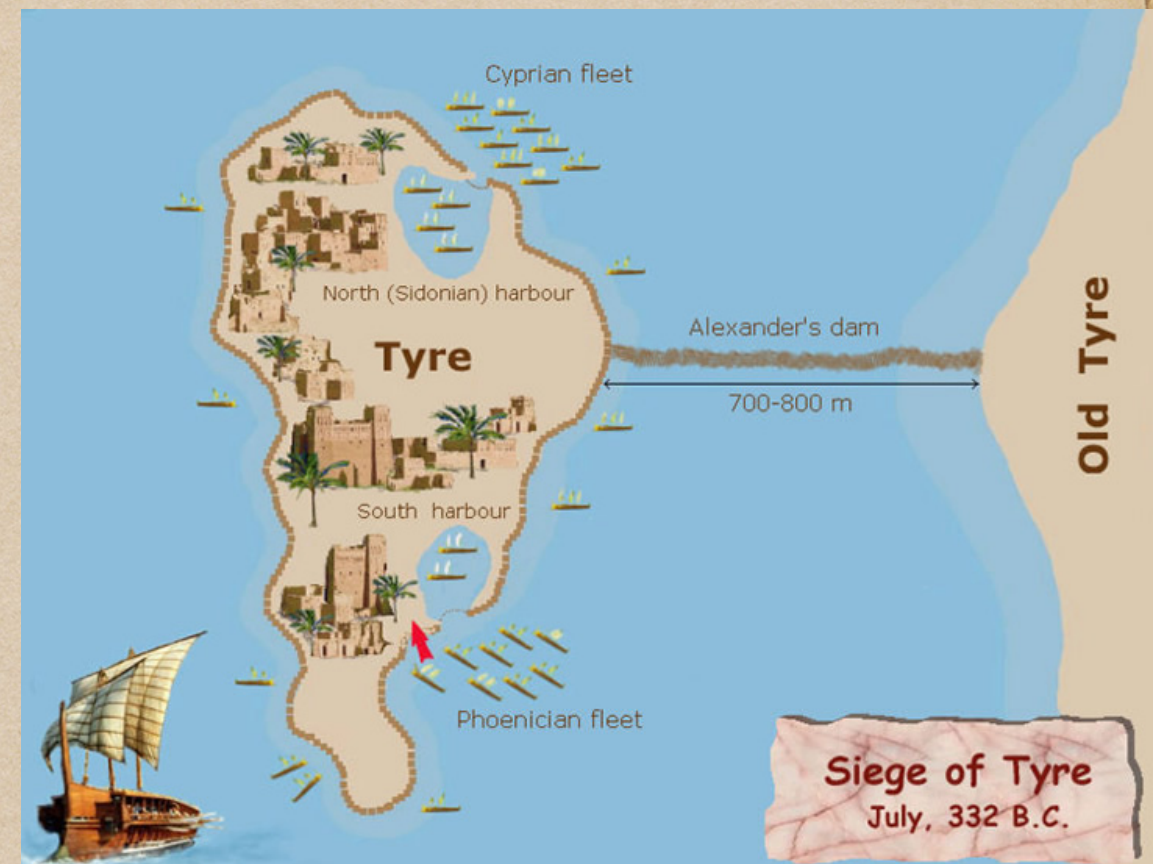 Cyprian fleet
North (Sidonian) harbour
Tyre
Alexander's dam
700-800 m
Old Tyre
South harbour
Phoenician fleet
Siege of Tyre
July, 332 B.C.